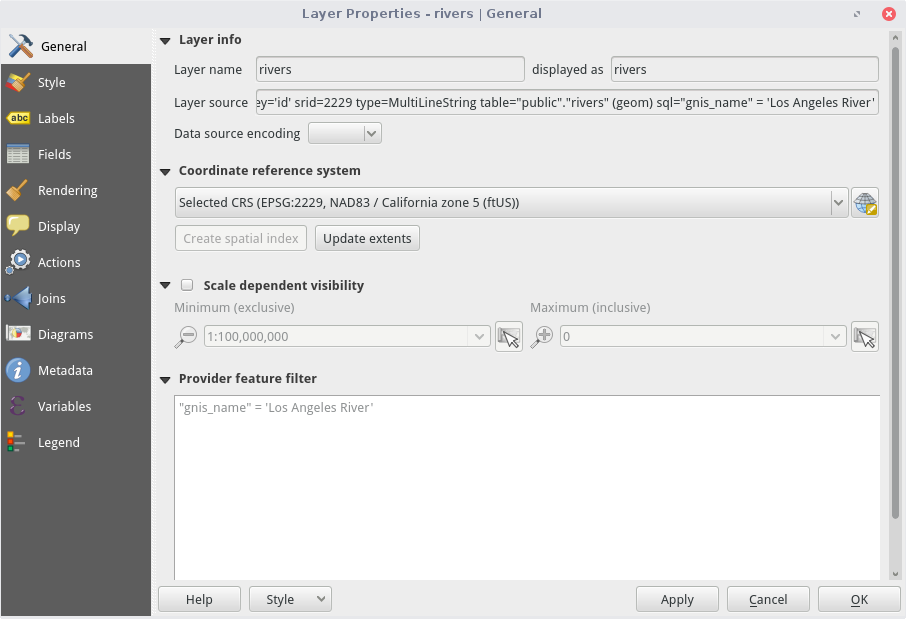 Layer Properties - rivers | General
General
Style
abc Labels
Fields
Rendering
Display
Actions
Joins
Diagrams
Metadata
Variables
Legend
Layer info
Layer name rivers displayed as rivers
Layer source ey='id' srid=2229 type=MultiLineString table="public"."rivers" (geom) sql="gnis_name" = 'Los Angeles River'
Data source encoding
Coordinate reference system
Selected CRS (EPSG:2229, NAD83 / California zone 5 (ftUS))
Create spatial index Update extents
Scale dependent visibility
Minimum (exclusive) Maximum (inclusive)
1:100,000,000 0
Provider feature filter
"gnis_name" = 'Los Angeles River'
Help Style Apply Cancel OK